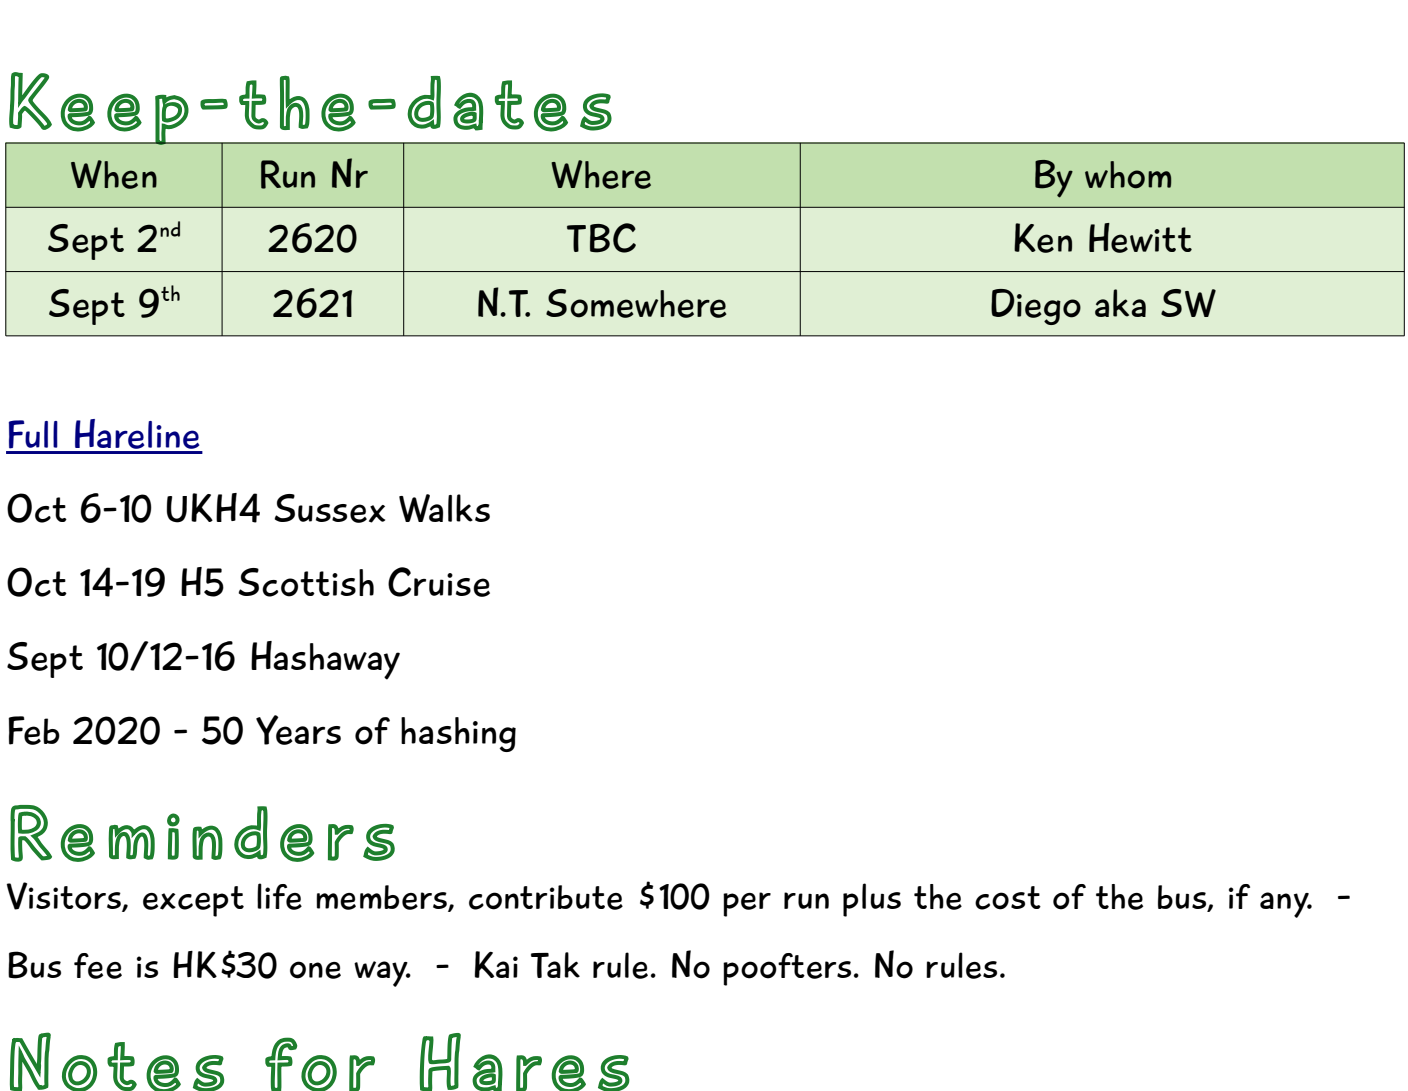 Keep-the-dates
When Run Nr Where By whom
Sept 2nd 2620 TBC Ken Hewitt
Sept 9th 2621 N.T. Somewhere Diego aka SW
Full Hareline
Oct 6-10 UKH4 Sussex Walks
Oct 14-19 H5 Scottish Cruise
Sept 10/12-16 Hashaway
Feb 2020 - 50 Years of hashing
Reminders
Visitors, except life members, contribute $100 per run plus the cost of the bus, if any. -
Bus fee is HK$30 one way. - Kai Tak rule. No poofters. No rules.
Notes for Hares